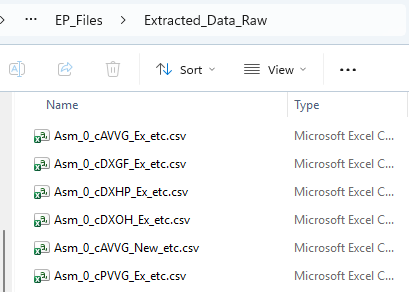 EP_Files > Extracted_Data_Raw
Sort View
Name Type
Asm_0_cAVVG_Ex_etc.csv Microsoft Excel C...
Asm_0_cDXGF_Ex_etc.csv Microsoft Excel C...
Asm_0_cDXHP_Ex_etc.csv Microsoft Excel C...
Asm_0_cDXOH_Ex_etc.csv Microsoft Excel C...
Asm_0_cAVVG_New_etc.csv Microsoft Excel C...
Asm_0_cPVVG_Ex_etc.csv Microsoft Excel C...